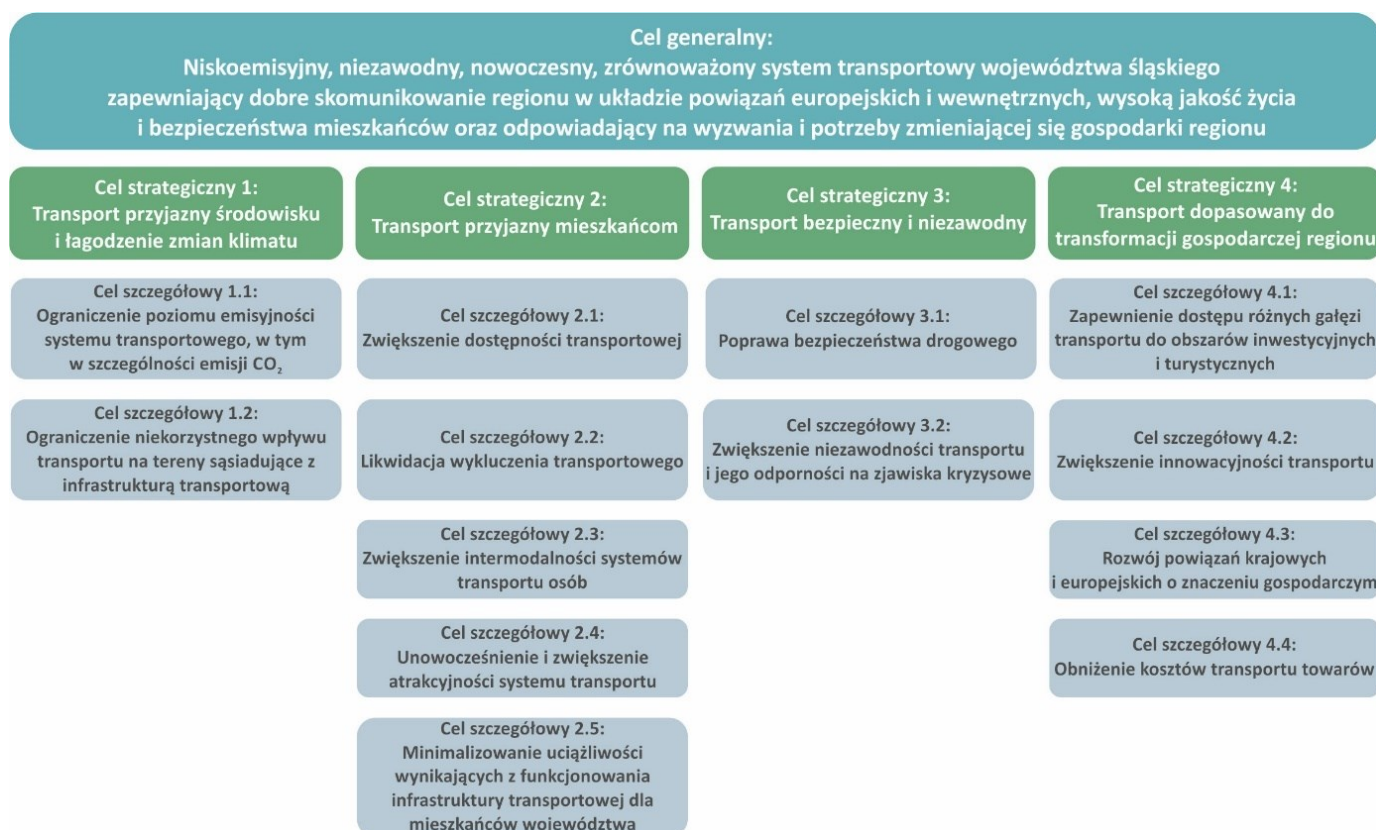 Cel generalny:
Niskoemisyjny, niezawodny, nowoczesny, zrównoważony system transportowy województwa śląskiego
zapewniający dobre skomunikowanie regionu w układzie powiązań europejskich i wewnętrznych, wysoką jakość życia
i bezpieczeństwa mieszkańców oraz odpowiadający na wyzwania i potrzeby zmieniającej się gospodarki regionu
Cel strategiczny 1:
Transport przyjazny środowisku
i łagodzenie zmian klimatu
Cel szczegółowy 1.1:
Ograniczenie poziomu emisyjności
systemu transportowego, w tym
w szczególności emisji CO₂
Cel szczegółowy 1.2:
Ograniczenie niekorzystnego wpływu
transportu na tereny sąsiadujące z
infrastrukturą transportową
Cel strategiczny 2:
Transport przyjazny mieszkańcom
Cel szczegółowy 2.1:
Zwiększenie dostępności transportowej
Cel szczegółowy 2.2:
Likwidacja wykluczenia transportowego
Cel szczegółowy 2.3:
Zwiększenie intermodalności systemów
transportu osób
Cel szczegółowy 2.4:
Unowocześnienie i zwiększenie
atrakcyjności systemu transportu
Cel szczegółowy 2.5:
Minimalizowanie uciążliwości
wynikających z funkcjonowania
infrastruktury transportowej dla
mieszkańców województwa
Cel strategiczny 3:
Transport bezpieczny i niezawodny
Cel szczegółowy 3.1:
Poprawa bezpieczeństwa drogowego
Cel szczegółowy 3.2:
Zwiększenie niezawodności transportu
i jego odporności na zjawiska kryzysowe
Cel strategiczny 4:
Transport dopasowany do
transformacji gospodarczej regionu
Cel szczegółowy 4.1:
Zapewnienie dostępu różnych gałęzi
transportu do obszarów inwestycyjnych
i turystycznych
Cel szczegółowy 4.2:
Zwiększenie innowacyjności transportu
Cel szczegółowy 4.3:
Rozwój powiązań krajowych
i europejskich o znaczeniu gospodarczym
Cel szczegółowy 4.4:
Obniżenie kosztów transportu towarów